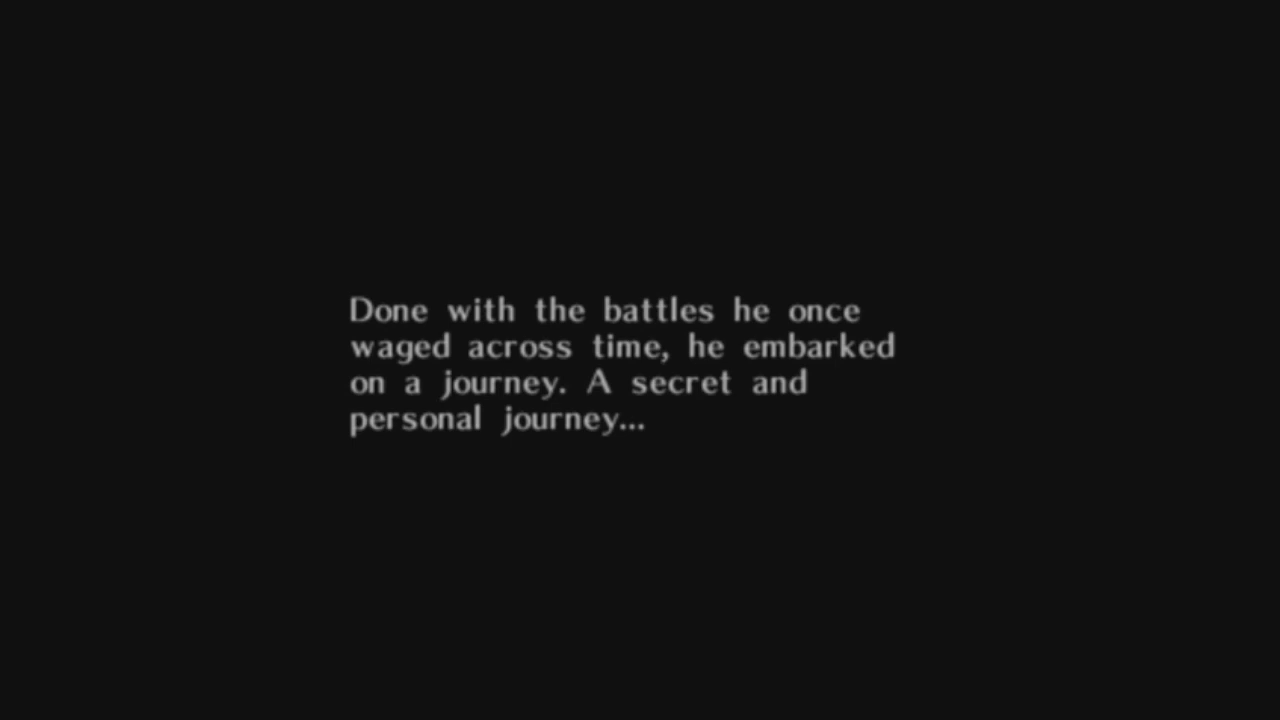 Done with the battles he once
waged across time, he embarked
on a journey. A secret and
personal journey...